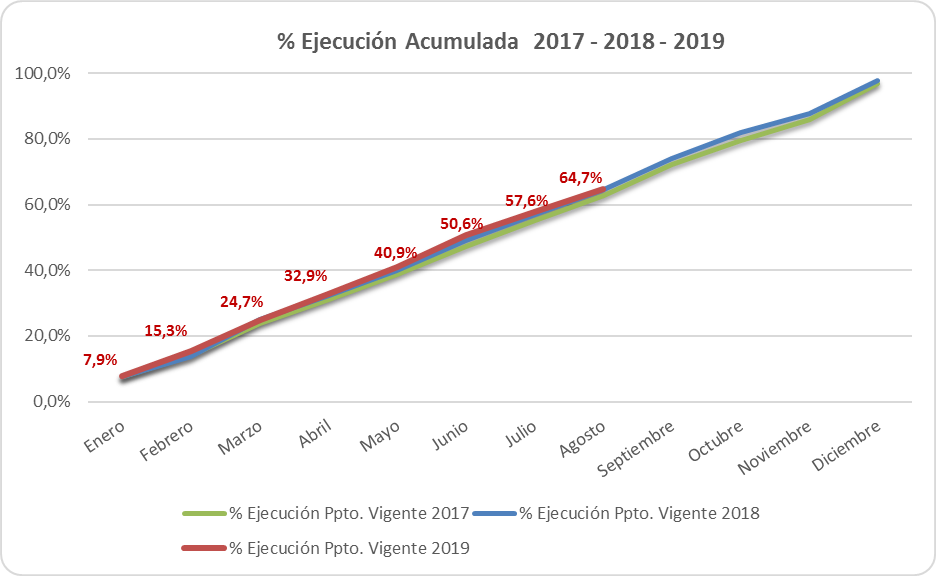 % Ejecución Acumulada 2017 - 2018 - 2019
100,0%
80,0%
60,0%
40,0%
20,0%
0,0%
7,9%
15,3%
24,7%
32,9%
40,9%
50,6%
57,6%
64,7%
Enero
Febrero
Marzo
Abril
Mayo
Junio
Julio
Agosto
Septiembre
Octubre
Noviembre
Diciembre
% Ejecución Ppto. Vigente 2017
% Ejecución Ppto. Vigente 2018
% Ejecución Ppto. Vigente 2019